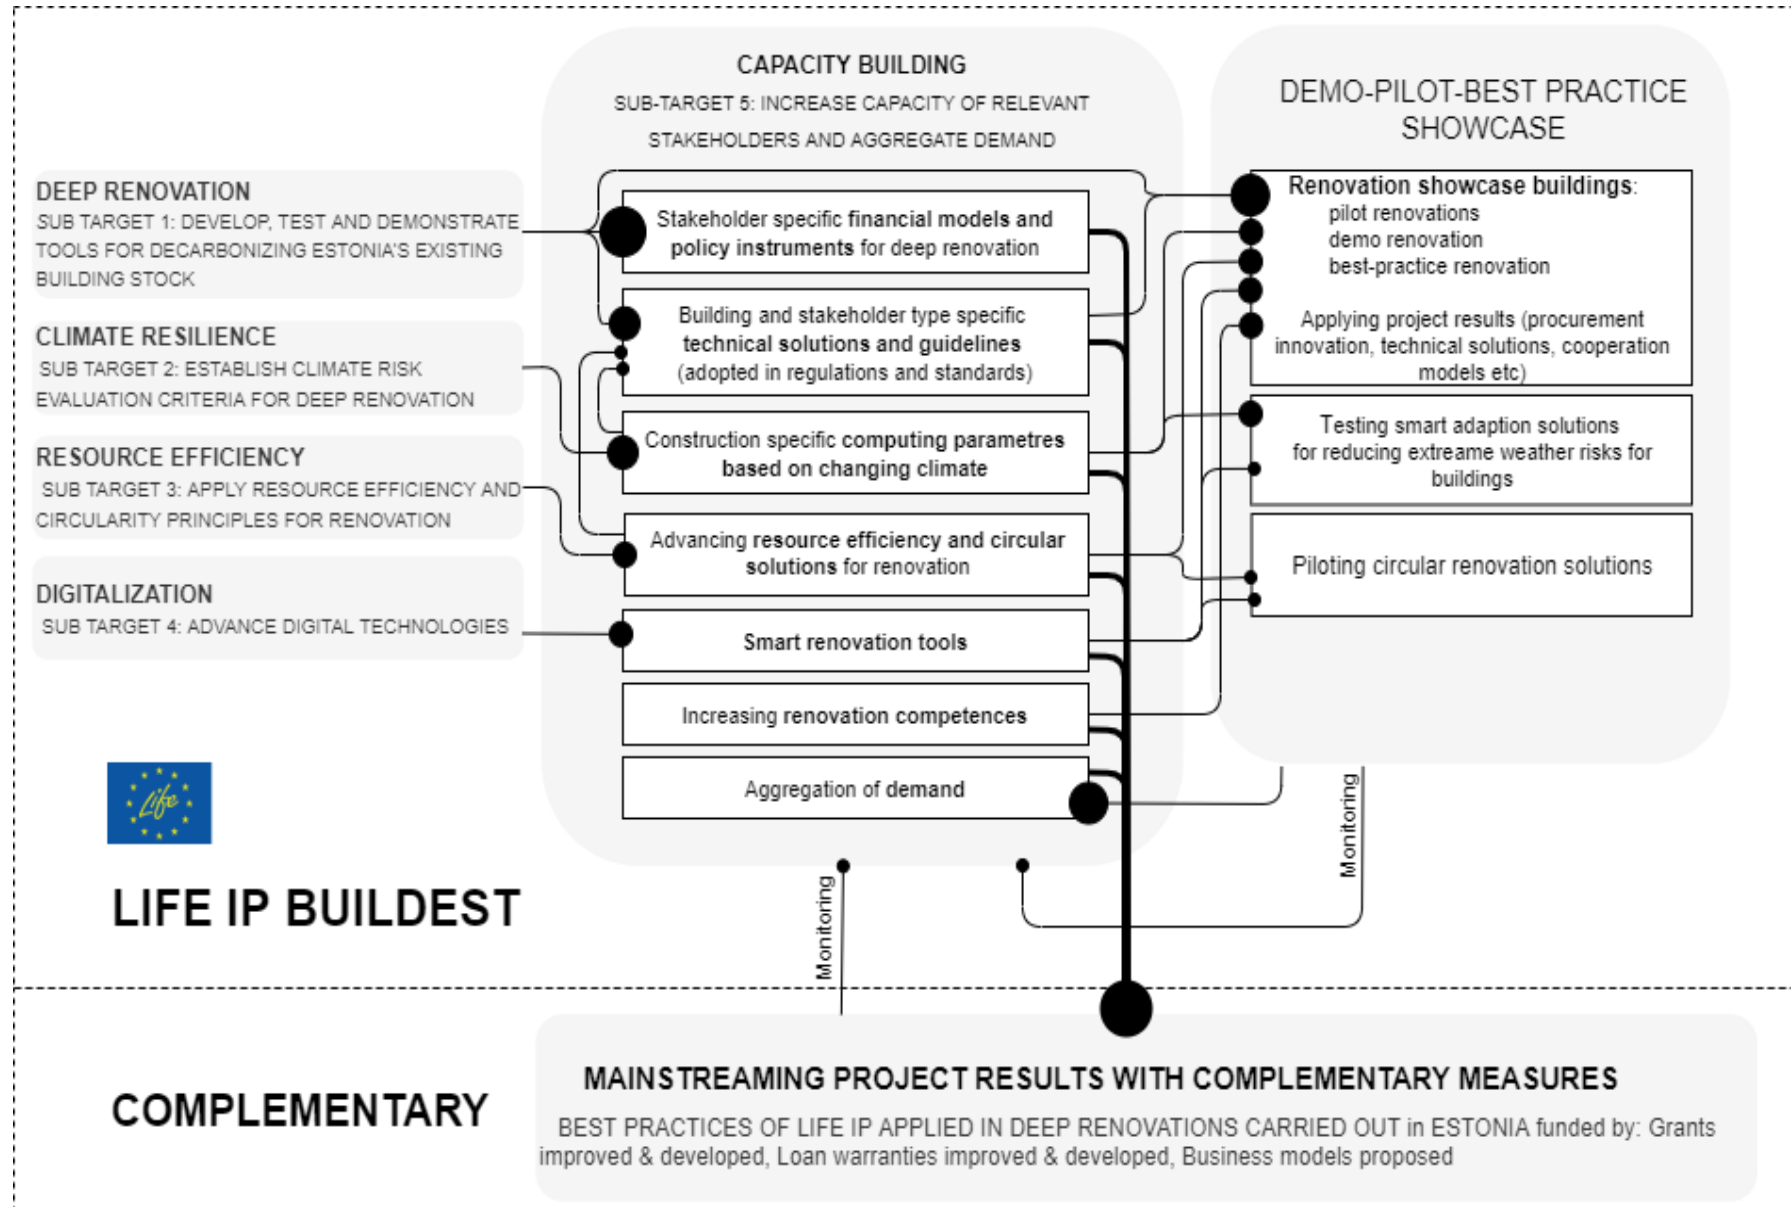 CAPACITY BUILDING
SUB-TARGET 5: INCREASE CAPACITY OF RELEVANT
STAKEHOLDERS AND AGGREGATE DEMAND
DEMO-PILOT-BEST PRACTICE
SHOWCASE
DEEP RENOVATION
SUB TARGET 1: DEVELOP, TEST AND DEMONSTRATE
TOOLS FOR DECARBONIZING ESTONIA'S EXISTING
BUILDING STOCK
CLIMATE RESILIENCE
SUB TARGET 2: ESTABLISH CLIMATE RISK
EVALUATION CRITERIA FOR DEEP RENOVATION
RESOURCE EFFICIENCY
SUB TARGET 3: APPLY RESOURCE EFFICIENCY AND
CIRCULARITY PRINCIPLES FOR RENOVATION
DIGITALIZATION
SUB TARGET 4: ADVANCE DIGITAL TECHNOLOGIES
Stakeholder specific financial models and
policy instruments for deep renovation
Building and stakeholder type specific
technical solutions and guidelines
(adopted in regulations and standards)
Construction specific computing parametres
based on changing climate
Advancing resource efficiency and circular
solutions for renovation
Smart renovation tools
Increasing renovation competences
Aggregation of demand
Renovation showcase buildings:
pilot renovations
demo renovation
best-practice renovation
Applying project results (procurement
innovation, technical solutions, cooperation
models etc)
Testing smart adaption solutions
for reducing extreame weather risks for
buildings
Piloting circular renovation solutions
Monitoring
Monitoring
Life
LIFE IP BUILDEST
COMPLEMENTARY
MAINSTREAMING PROJECT RESULTS WITH COMPLEMENTARY MEASURES
BEST PRACTICES OF LIFE IP APPLIED IN DEEP RENOVATIONS CARRIED OUT in ESTONIA funded by: Grants
improved & developed, Loan warranties improved & developed, Business models proposed